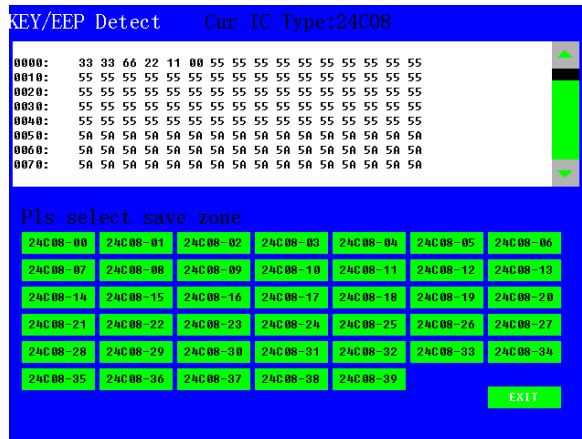 KEY/EEP Detect Cur IC Type:24C08
0000: 33 33 66 22 11 00 55 55 55 55 55 55 55 55 55 55
0010: 55 55 55 55 55 55 55 55 55 55 55 55 55 55 55 55
0020: 55 55 55 55 55 55 55 55 55 55 55 55 55 55 55 55
0030: 55 55 55 55 55 55 55 55 55 55 55 55 55 55 55 55
0040: 55 55 55 55 55 55 55 55 55 55 55 55 55 55 55 55
0050: 5A 5A 5A 5A 5A 5A 5A 5A 5A 5A 5A 5A 5A 5A 5A 5A
0060: 5A 5A 5A 5A 5A 5A 5A 5A 5A 5A 5A 5A 5A 5A 5A 5A
0070: 5A 5A 5A 5A 5A 5A 5A 5A 5A 5A 5A 5A 5A 5A 5A 5A
Pls select save zone
24C08-00 24C08-01 24C08-02 24C08-03 24C08-04 24C08-05 24C08-06
24C08-07 24C08-08 24C08-09 24C08-10 24C08-11 24C08-12 24C08-13
24C08-14 24C08-15 24C08-16 24C08-17 24C08-18 24C08-19 24C08-20
24C08-21 24C08-22 24C08-23 24C08-24 24C08-25 24C08-26 24C08-27
24C08-28 24C08-29 24C08-30 24C08-31 24C08-32 24C08-33 24C08-34
24C08-35 24C08-36 24C08-37 24C08-38 24C08-39
EXIT